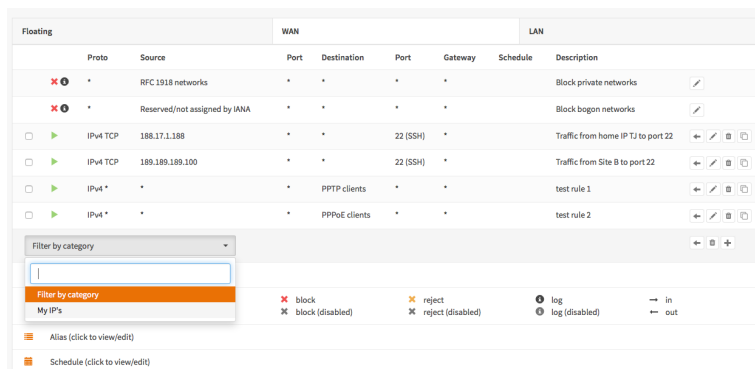 Floating WAN LAN
Proto Source Port Destination Port Gateway Schedule Description
* RFC 1918 networks * * * * Block private networks
* Reserved/not assigned by IANA * * * * Block bogon networks
IPv4 TCP 188.17.1.188 * * 22 (SSH) * Traffic from home IP TJ to port 22
IPv4 TCP 189.189.189.100 * * 22 (SSH) * Traffic from Site B to port 22
IPv4 * * * PPTP clients * * test rule 1
IPv4 * * * PPPoE clients * * test rule 2
Filter by category
Filter by category
My IP's
block reject log in
block (disabled) reject (disabled) log (disabled) out
Alias (click to view/edit)
Schedule (click to view/edit)